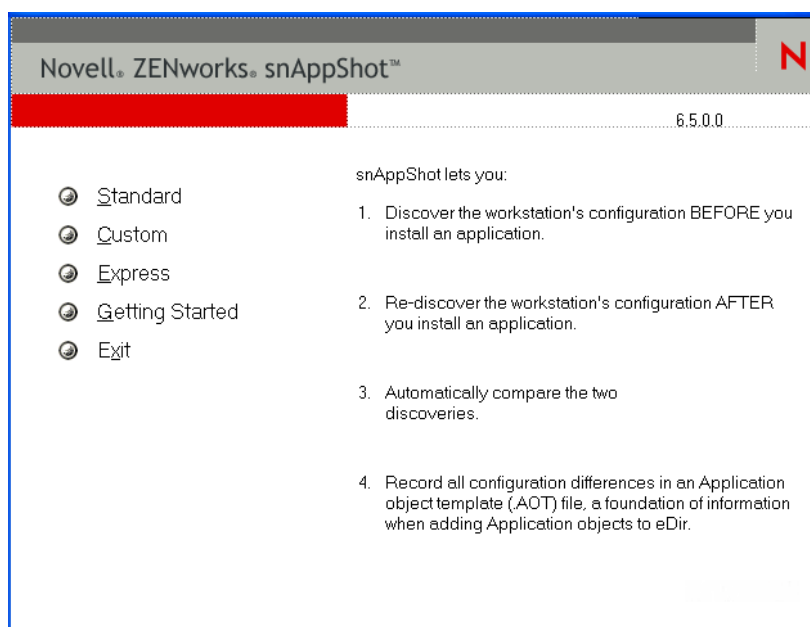 Novell® ZENworks® snAppShot™
N
6.5.0.0
Standard
Custom
Express
Getting Started
Exit
snAppShot lets you:
1. Discover the workstation's configuration BEFORE you
install an application.
2. Re-discover the workstation's configuration AFTER
you install an application.
3. Automatically compare the two
discoveries.
4. Record all configuration differences in an Application
object template (.AOT) file, a foundation of information
when adding Application objects to eDir.